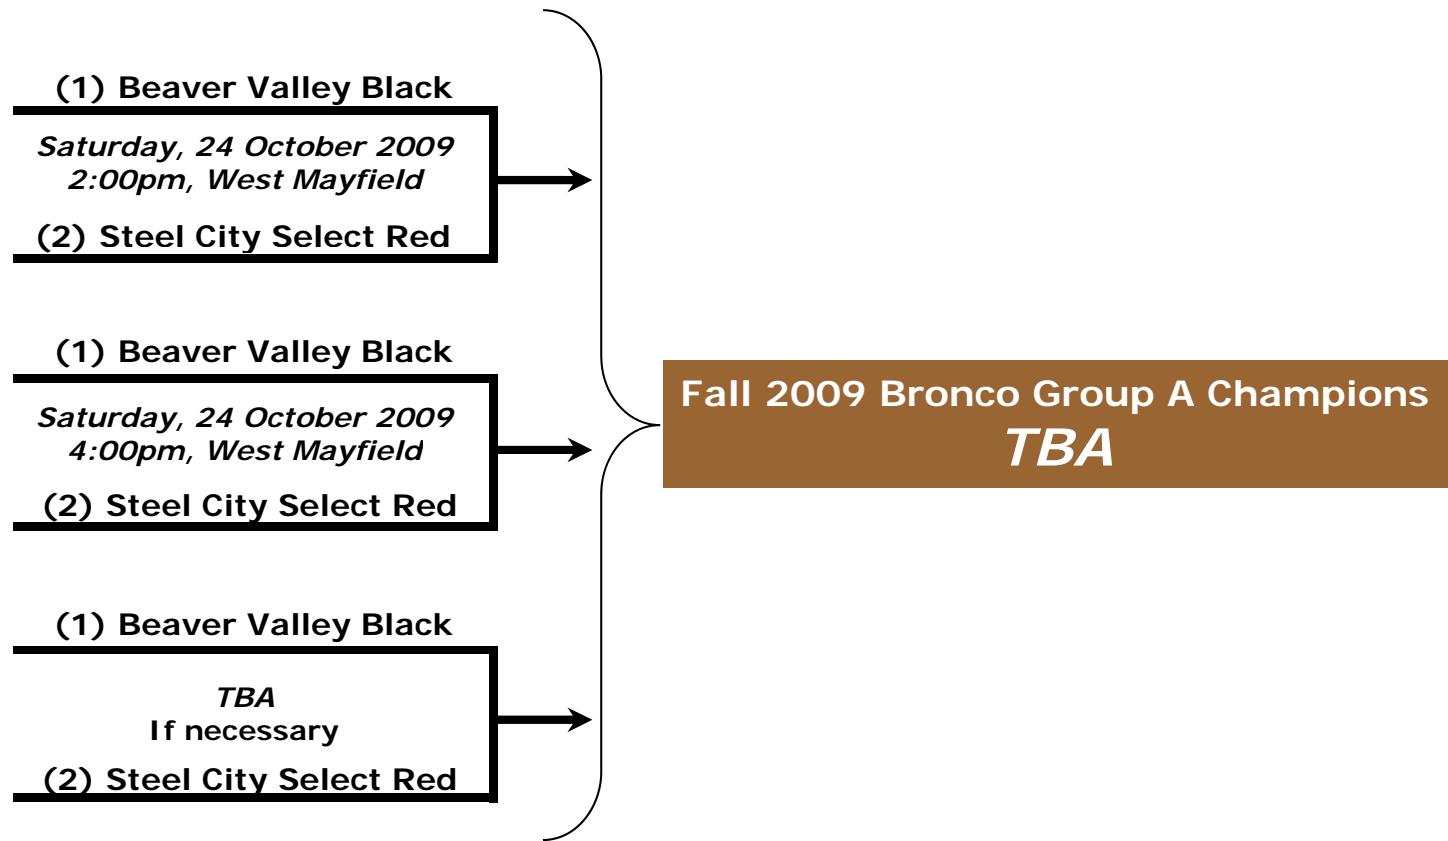 (1) Beaver Valley Black
Saturday, 24 October 2009
2:00pm, West Mayfield
(2) Steel City Select Red
(1) Beaver Valley Black
Saturday, 24 October 2009
4:00pm, West Mayfield
(2) Steel City Select Red
(1) Beaver Valley Black
TBA
If necessary
(2) Steel City Select Red
Fall 2009 Bronco Group A Champions
TBA